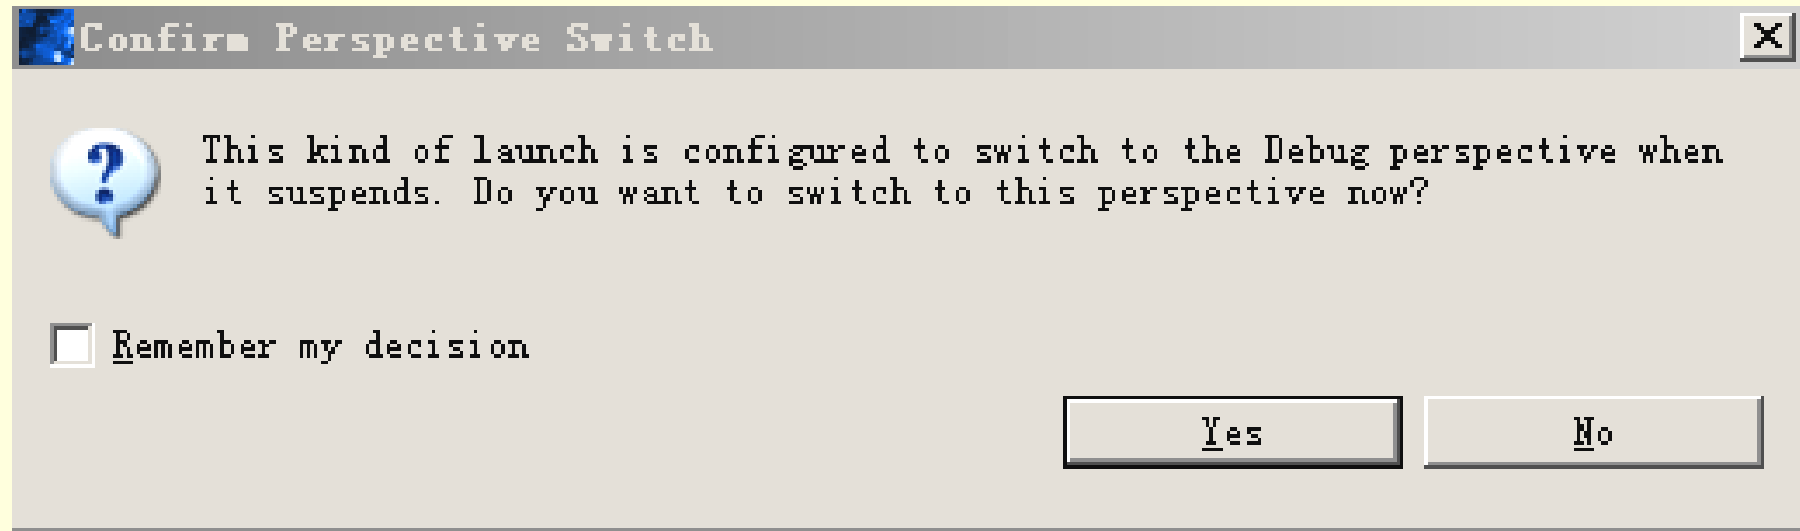 Confirm Perspective Switch
This kind of launch is configured to switch to the Debug perspective when
it suspends. Do you want to switch to this perspective now?
Remember my decision
Yes No